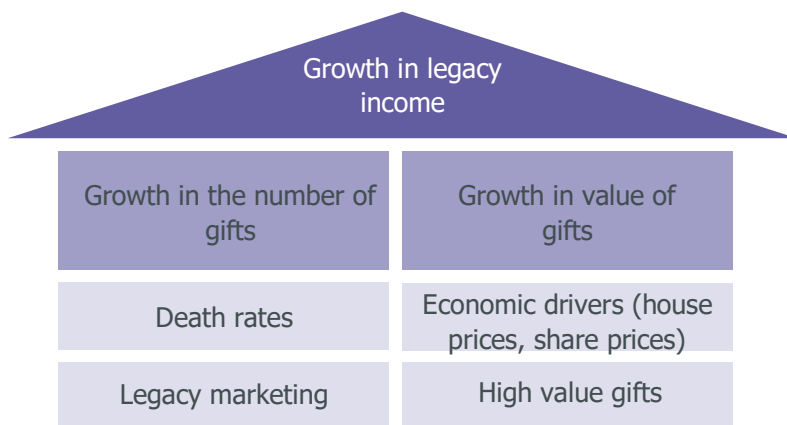 Growth in legacy
income
Growth in the number of
gifts
Growth in value of
gifts
Death rates
Economic drivers (house
prices, share prices)
Legacy marketing
High value gifts